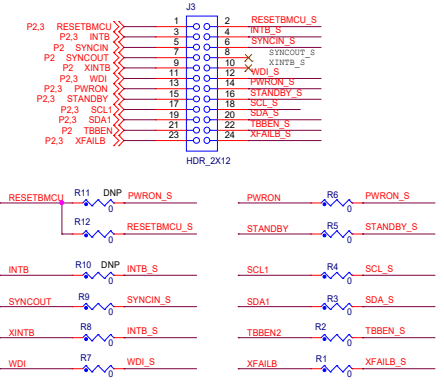 J3
P2,3 RESETBMCU 1 2 RESETBMCU_S
P2,3 INTB 3 4 INTB_S
P2 SYNCIN 5 6 SYNCIN_S
P2 SYNCOUT 7 8 SYNCOUT_S
P2 XINTB 9 10 XINTB_S
P2,3 WDI 11 12 WDI_S
P2,3 PWRON 13 14 PWRON_S
P2,3 STANDBY 15 16 STANDBY_S
P2,3 SCL1 17 18 SCL_S
P2,3 SDA1 19 20 SDA_S
P2 TBBEN 21 22 TBBEN_S
P2,3 XFAILB 23 24 XFAILB_S
HDR_2X12
RESETBMCU R11 DNP PWRON_S
0
R12 RESETBMCU_S
0
INTB R10 DNP INTB_S
0
SYNCOUT R9 SYNCIN_S
0
XINTB R8 INTB_S
0
WDI R7 WDI_S
0
PWRON R6 PWRON_S
0
STANDBY R5 STANDBY_S
0
SCL1 R4 SCL_S
0
SDA1 R3 SDA_S
0
TBBEN2 R2 TBBEN_S
0
XFAILB R1 XFAILB_S
0